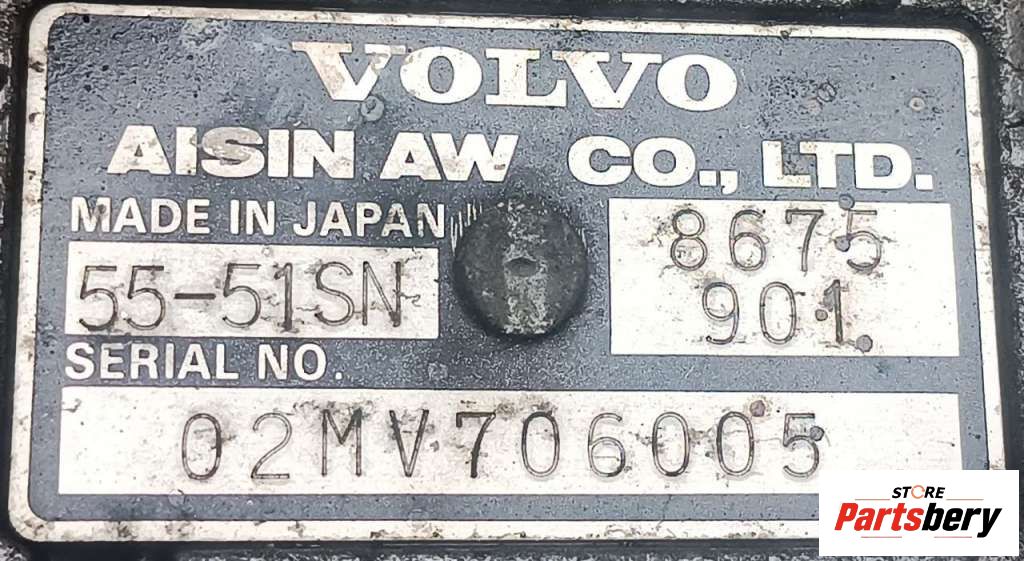 VOLVO
AISIN AW CO., LTD.
MADE IN JAPAN
8675
55-51SN
901
SERIAL NO.
02MV706005
STORE
Partsbery